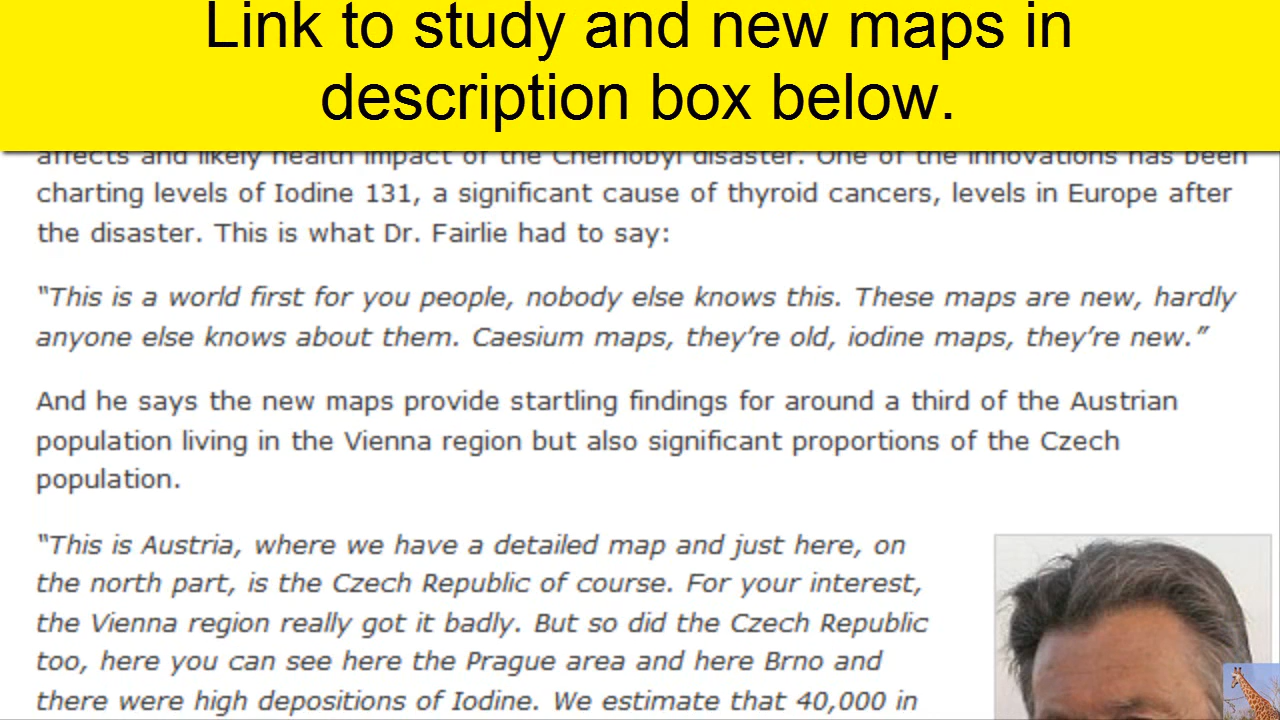 Link to study and new maps in
description box below.
affects and likely health impact of the Chernobyl disaster. One of the innovations has been
charting levels of Iodine 131, a significant cause of thyroid cancers, levels in Europe after
the disaster. This is what Dr. Fairlie had to say:
“This is a world first for you people, nobody else knows this. These maps are new, hardly
anyone else knows about them. Caesium maps, they’re old, iodine maps, they’re new.”
And he says the new maps provide startling findings for around a third of the Austrian
population living in the Vienna region but also significant proportions of the Czech
population.
“This is Austria, where we have a detailed map and just here, on
the north part, is the Czech Republic of course. For your interest,
the Vienna region really got it badly. But so did the Czech Republic
too, here you can see here the Prague area and here Brno and
there were high depositions of Iodine. We estimate that 40,000 in